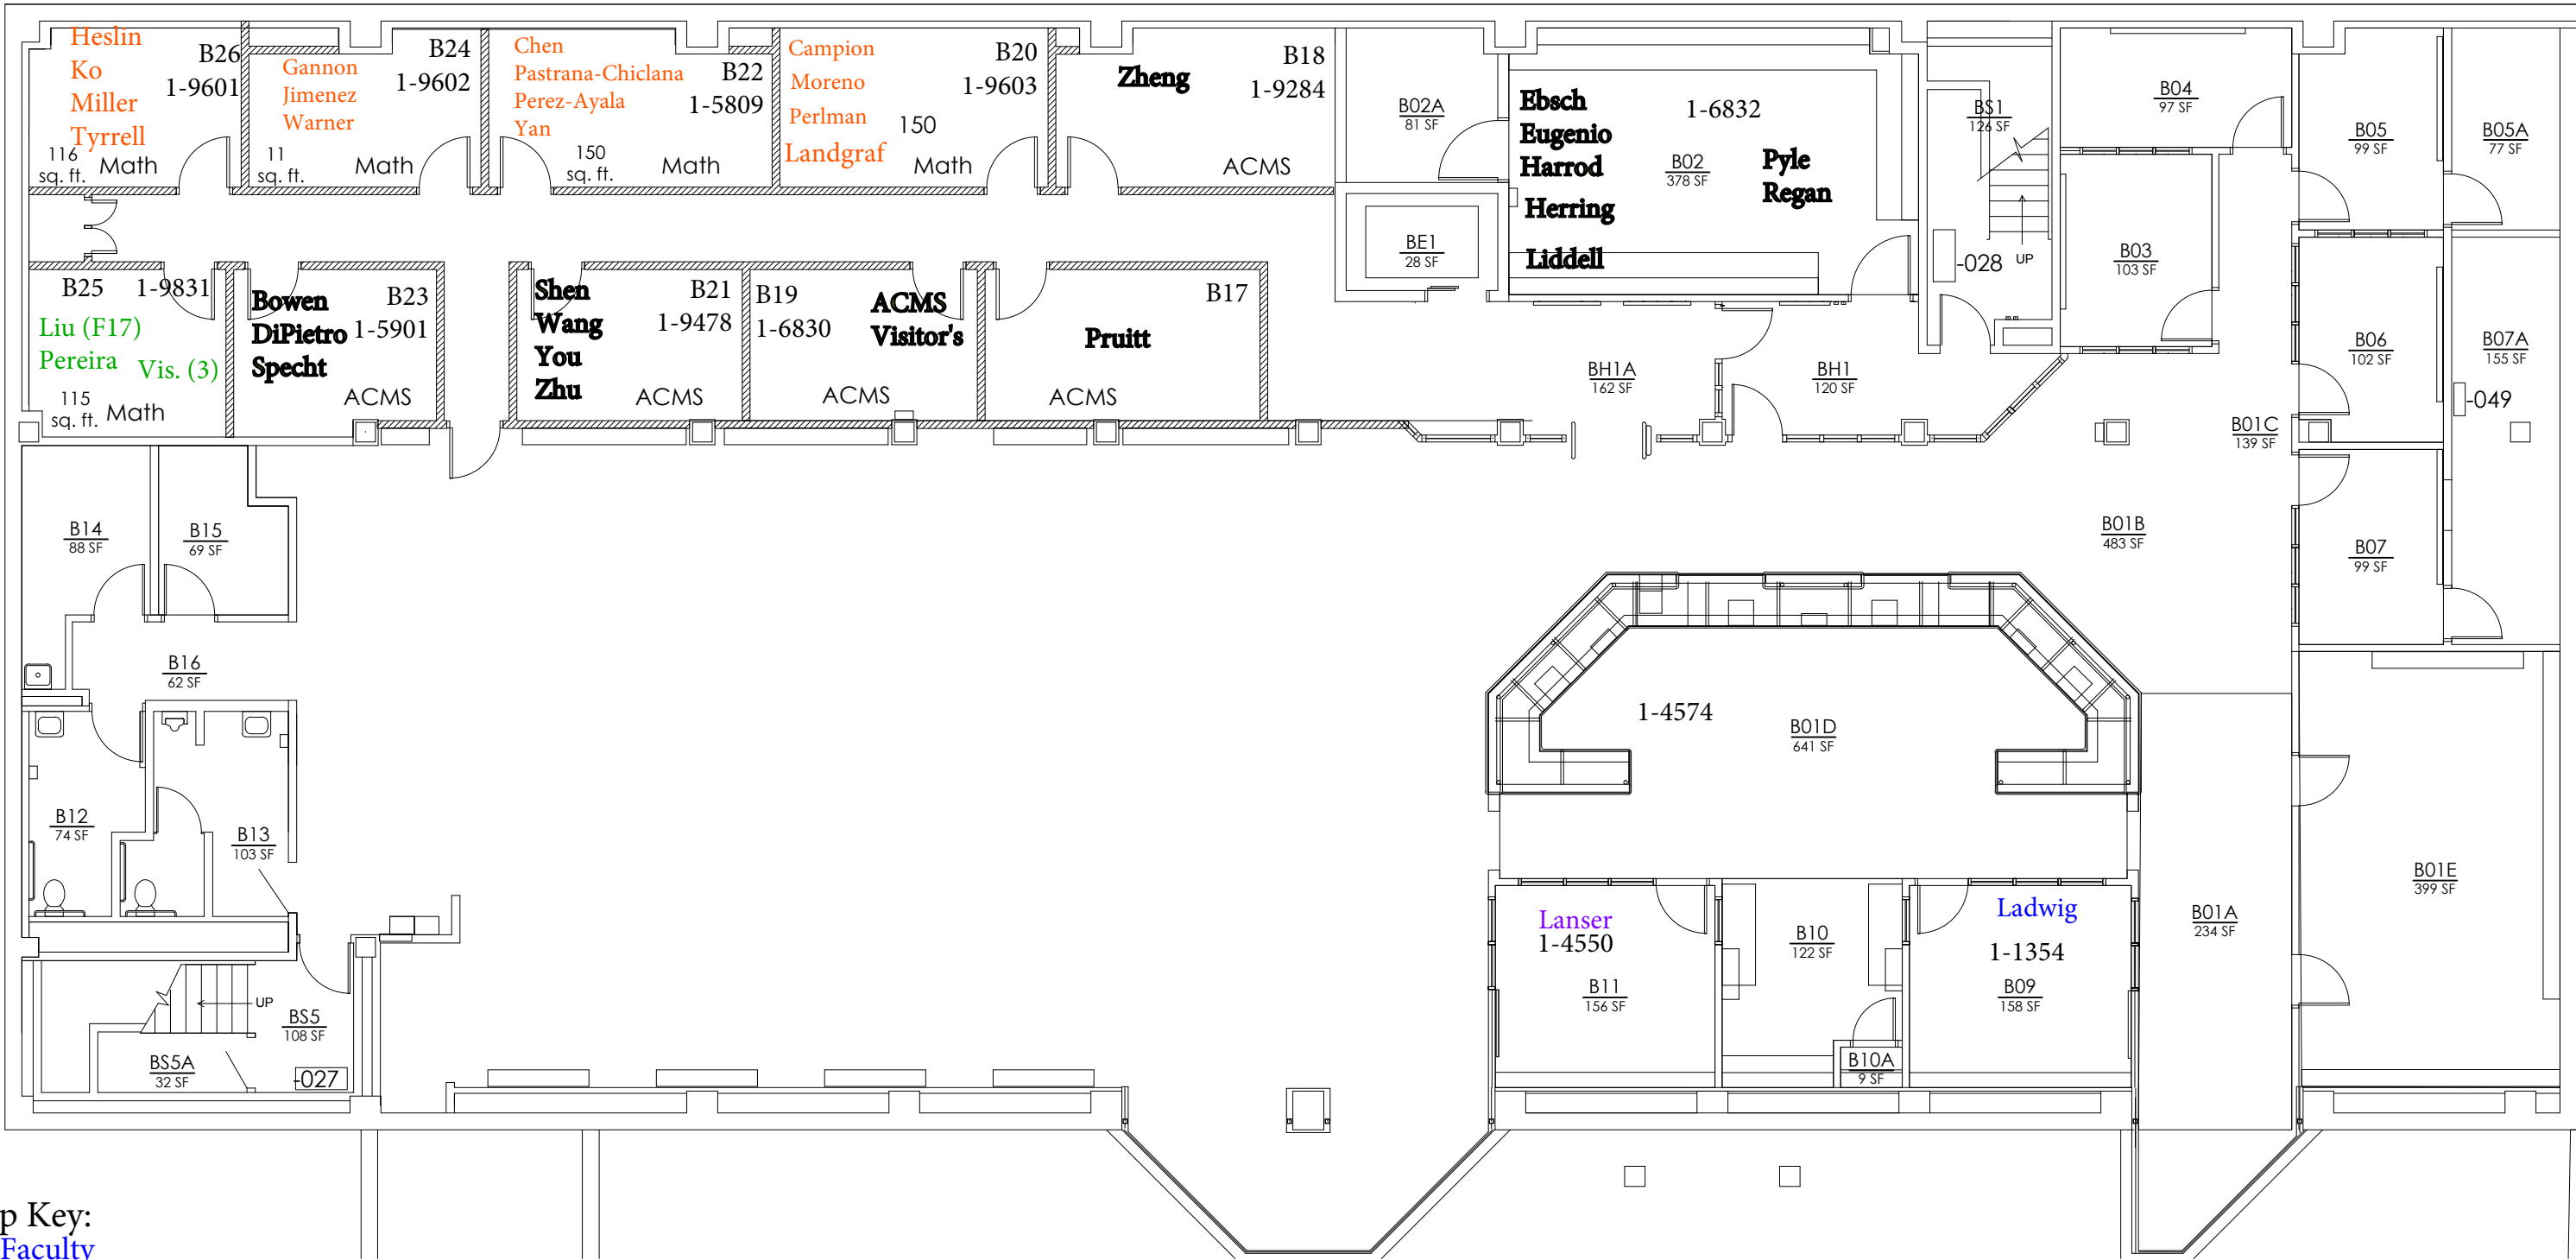 Heslin
Ko
Miller
Tyrrell
B26
1-9601
116
sq. ft.
Math
Gannon
Jimenez
Warner
B24
1-9602
11
sq. ft.
Math
Chen
Pastrana-Chiclana
Perez-Ayala
Yan
B22
1-5809
150
sq. ft.
Math
Campion
Moreno
Perlman
Landgraf
B20
1-9603
150
Math
Zheng
B18
1-9284
ACMS
B02A
81 SF
Ebsch
Eugenio
Harrod
Herring
Liddell
1-6832
B02
378 SF
Pyle
Regan
BS1
126 SF
-028
UP
B04
97 SF
B03
103 SF
B05
99 SF
B05A
77 SF
BE1
28 SF
B25
1-9831
Liu (F17)
Pereira
Vis. (3)
115
sq. ft.
Math
Bowen
DiPietro
Specht
B23
1-5901
ACMS
Shen
Wang
You
Zhu
B21
1-9478
ACMS
B19
1-6830
ACMS
Visitor's
ACMS
B17
Pruitt
ACMS
BH1A
162 SF
BH1
120 SF
B06
102 SF
B07A
155 SF
-049
B01C
139 SF
B14
88 SF
B15
69 SF
B01B
483 SF
B07
99 SF
B16
62 SF
1-4574
B01D
641 SF
B12
74 SF
B13
103 SF
B01E
399 SF
Lanser
1-4550
B11
156 SF
B10
122 SF
B10A
9 SF
Ladwig
1-1354
B09
158 SF
B01A
234 SF
UP
BS5
108 SF
BS5A
32 SF
-027
p Key:
Faculty